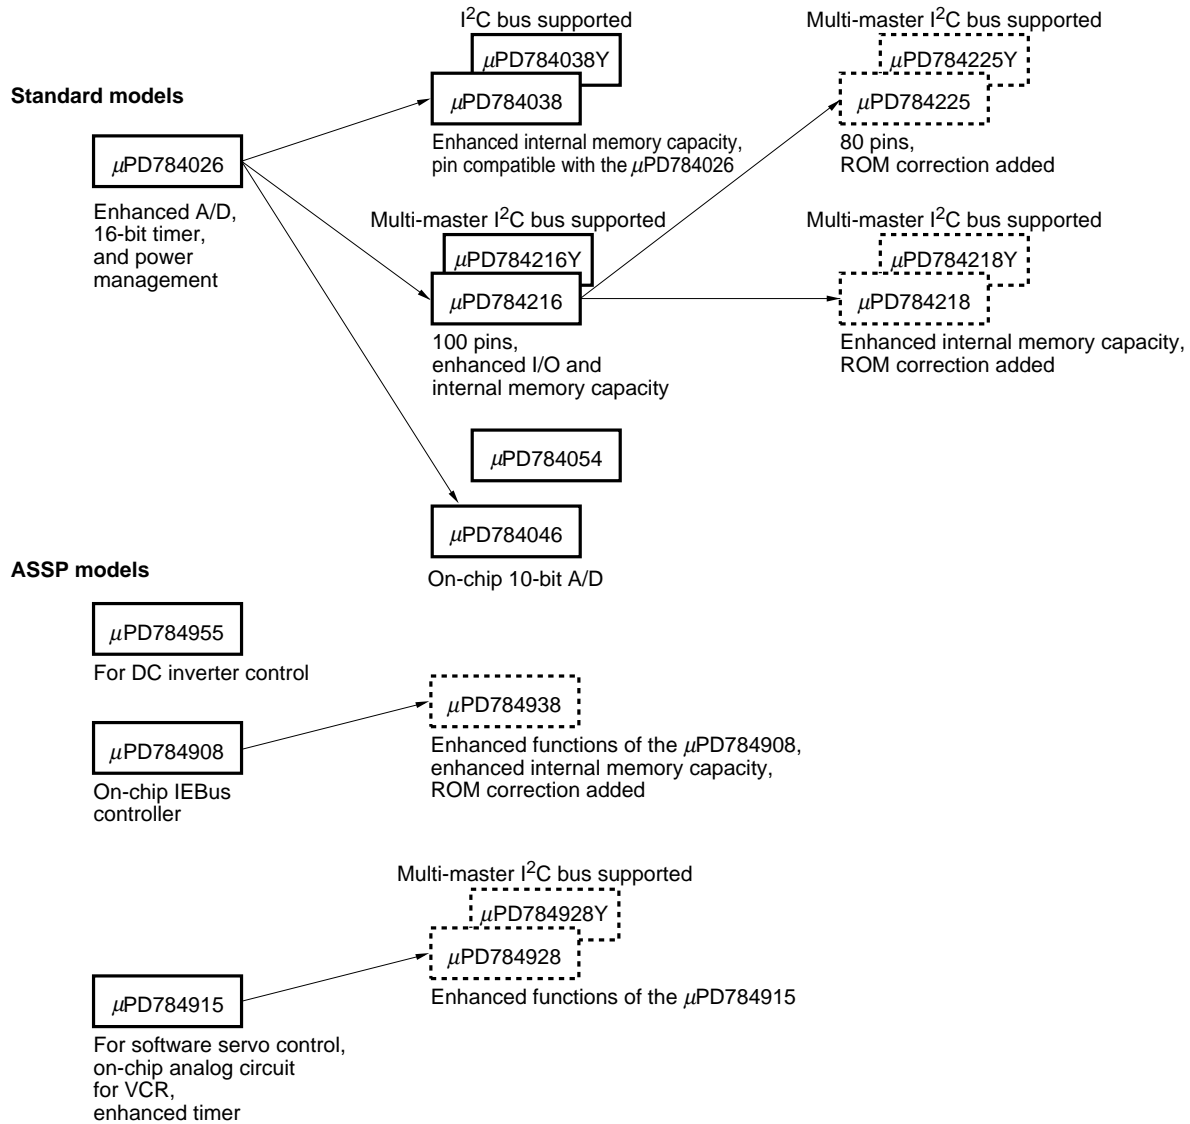 I²C bus supported
μPD784038Y
μPD784038
Enhanced internal memory capacity,
pin compatible with the μPD784026
Multi-master I²C bus supported
μPD784225Y
μPD784225
80 pins,
ROM correction added
Standard models
μPD784026
Enhanced A/D,
16-bit timer,
and power
management
Multi-master I²C bus supported
μPD784216Y
μPD784216
100 pins,
enhanced I/O and
internal memory capacity
Multi-master I²C bus supported
μPD784218Y
μPD784218
Enhanced internal memory capacity,
ROM correction added
μPD784054
μPD784046
On-chip 10-bit A/D
ASSP models
μPD784955
For DC inverter control
μPD784908
On-chip IEBus
controller
μPD784938
Enhanced functions of the μPD784908,
enhanced internal memory capacity,
ROM correction added
Multi-master I²C bus supported
μPD784928Y
μPD784928
Enhanced functions of the μPD784915
μPD784915
For software servo control,
on-chip analog circuit
for VCR,
enhanced timer